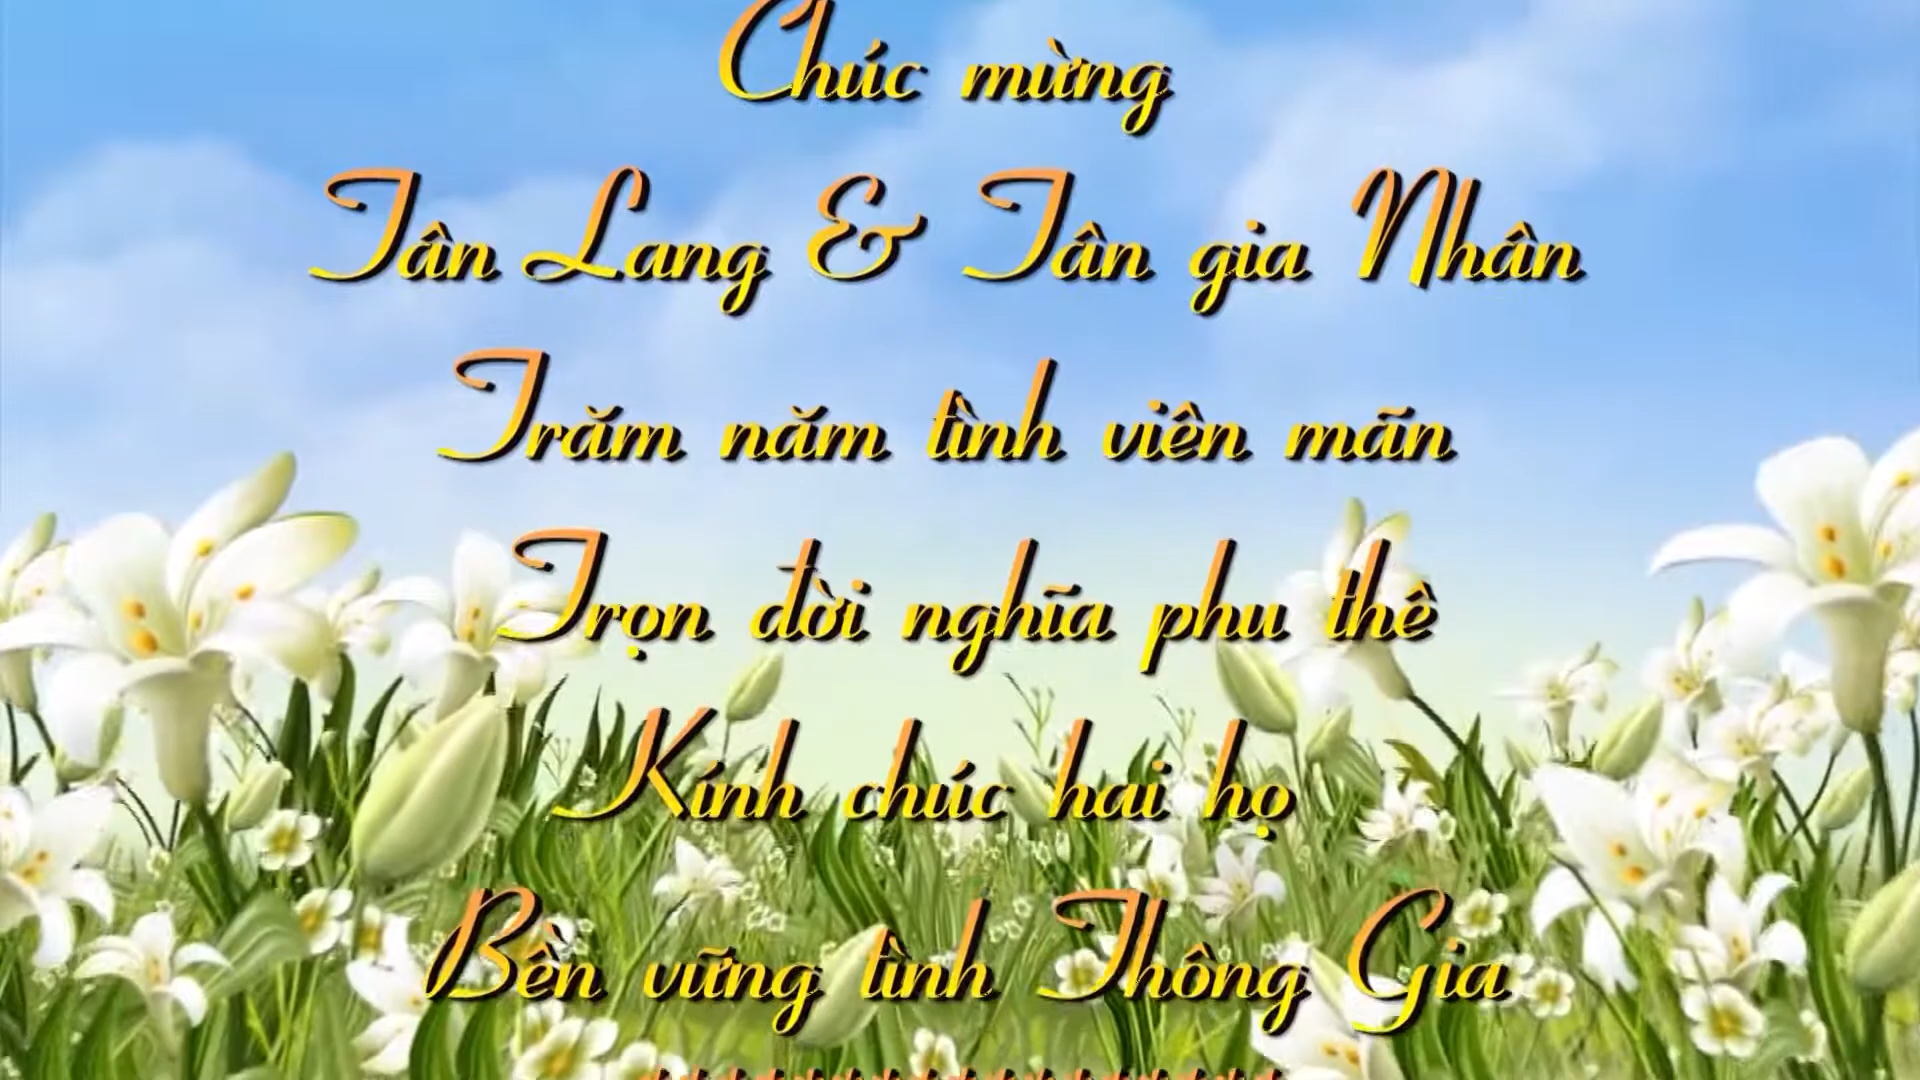 Chúc mừng
Tân Lang & Tân gia Nhân
Trăm năm tình viên mãn
Trọn đời nghĩa phu thê
Kính chúc hai họ
Bền vững tình Thông Gia